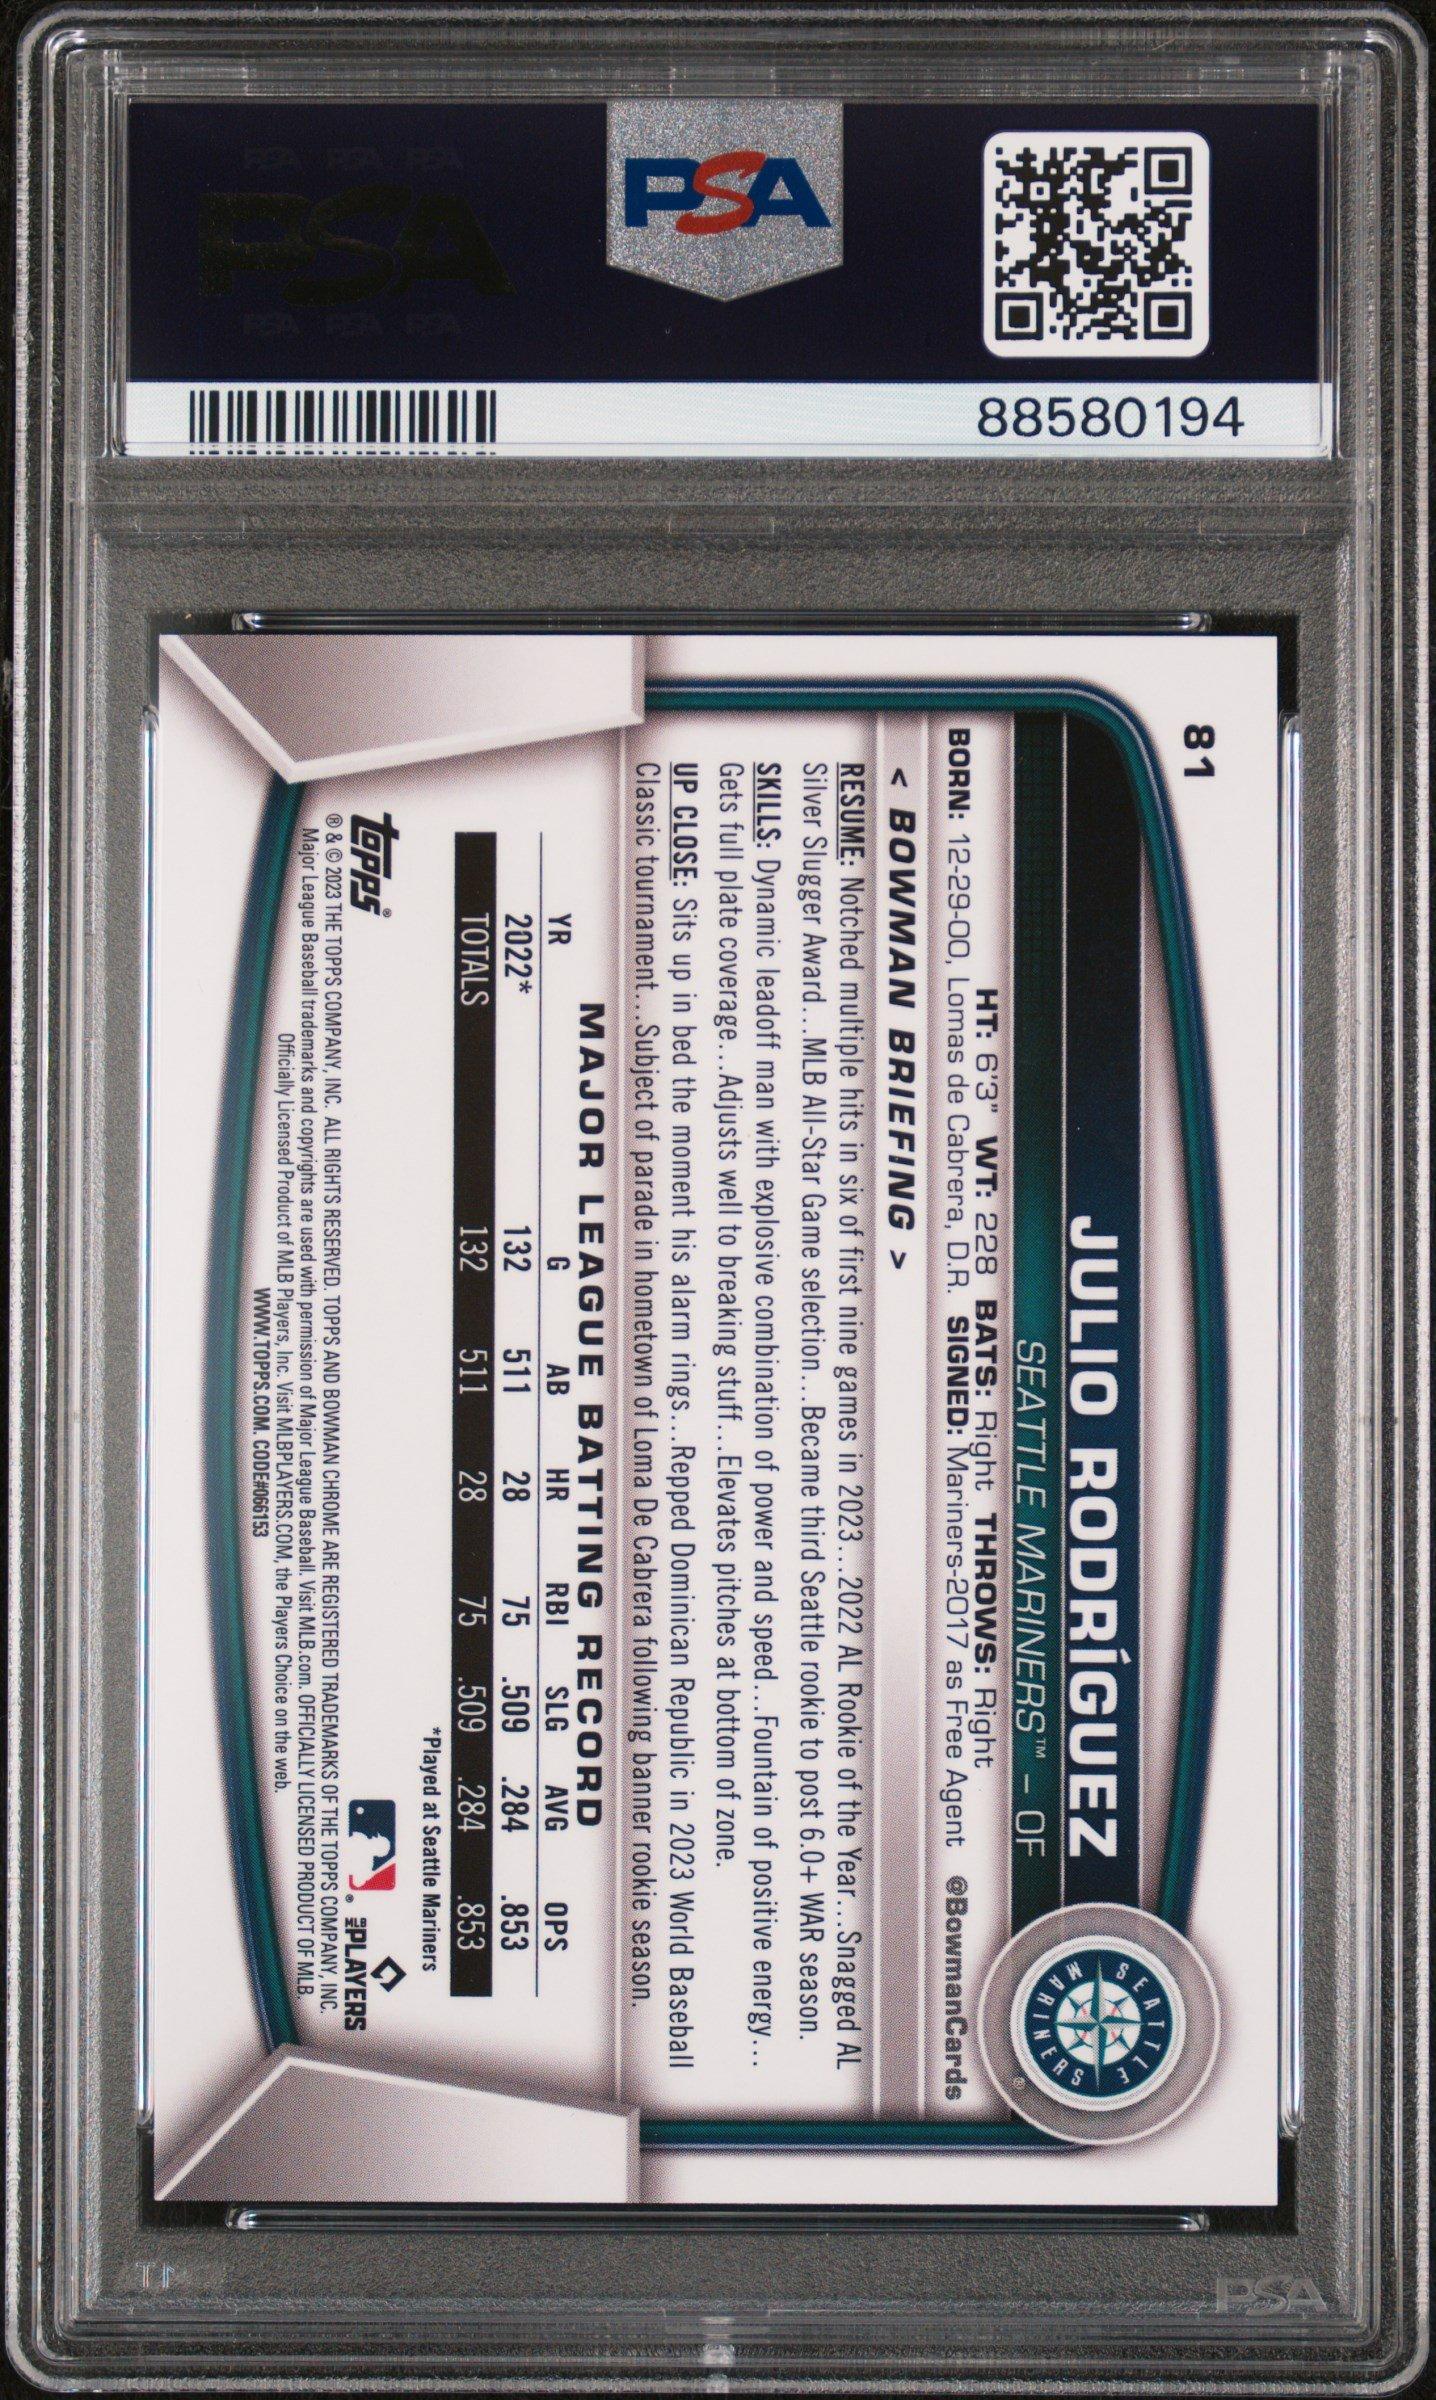 PSA PSA PSA
PSA
PSA PSA PSA
PSA
88580194
81
JULIO RODRÍGUEZ
SEATTLE MARINERS™ - OF
SEATTLE MARINERS ®
HT: 6'3" WT: 228 BATS: Right THROWS: Right
BORN: 12-29-00, Lomas de Cabrera, D.R. SIGNED: Mariners-2017 as Free Agent @BowmanCards
< BOWMAN BRIEFING >
RESUME: Notched multiple hits in six of first nine games in 2023...2022 AL Rookie of the Year...Snagged AL
Silver Slugger Award...MLB All-Star Game selection...Became third Seattle rookie to post 6.0+ WAR season.
SKILLS: Dynamic leadoff man with explosive combination of power and speed...Fountain of positive energy...
Gets full plate coverage...Adjusts well to breaking stuff...Elevates pitches at bottom of zone.
UP CLOSE: Sits up in bed the moment his alarm rings...Repped Dominican Republic in 2023 World Baseball
Classic tournament...Subject of parade in hometown of Loma De Cabrera following banner rookie season.
MAJOR LEAGUE BATTING RECORD
YR G AB HR RBI SLG AVG OPS
2022* 132 511 28 75 .509 .284 .853
TOTALS 132 511 28 75 .509 .284 .853
*Played at Seattle Mariners
topps® ® MLB PLAYERS
® & © 2023 THE TOPPS COMPANY, INC. ALL RIGHTS RESERVED. TOPPS AND BOWMAN CHROME ARE REGISTERED TRADEMARKS OF THE TOPPS COMPANY, INC.
Major League Baseball trademarks and copyrights are used with permission of Major League Baseball. Visit MLB.com. OFFICIALLY LICENSED PRODUCT OF MLB.
Officially Licensed Product of MLB Players, Inc. Visit MLBPLAYERS.COM, the Players Choice on the web.
WWW.TOPPS.COM. CODE#066153
PSA